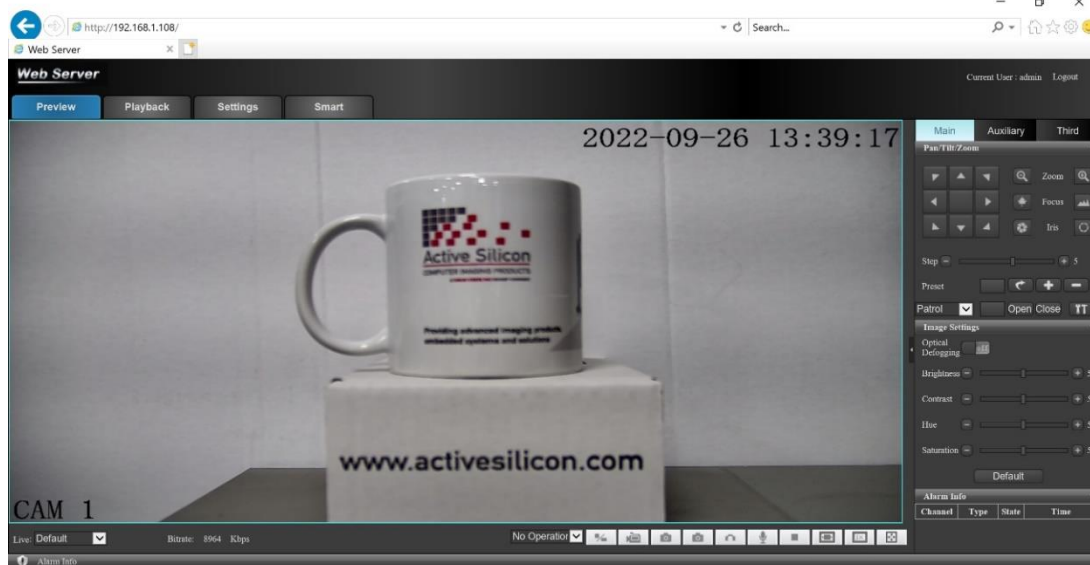 http://192.168.1.108/
Search...
Web Server
Web Server
Current User : admin Logout
Preview Playback Settings Smart
2022-09-26 13:39:17
Main Auxiliary Third
Pan/Tilt/Zoom
Zoom
Focus
Iris
Step 5
Preset
Patrol Open Close
Image Settings
Optical
Defogging
Brightness
Contrast
Hue
Saturation
Default
Alarm Info
Channel Type State Time
Active Silicon
COMPUTER IMAGING PRODUCTS
Providing advanced imaging products,
embedded systems and solutions
www.activesilicon.com
CAM 1
Live: Default Bitrate: 8964 Kbps
No Operation
Alarm Info